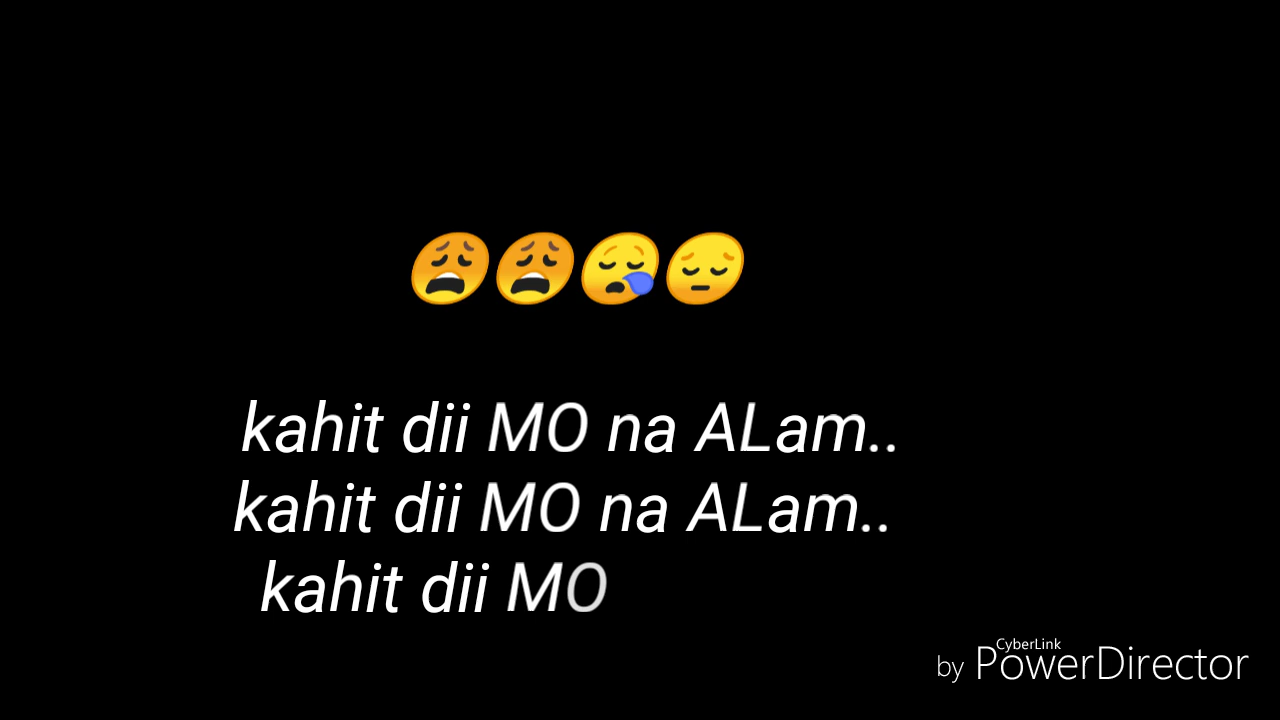 😩😩😪😔
kahit dii MO na ALam..
kahit dii MO na ALam..
kahit dii MO
CyberLink
by PowerDirector